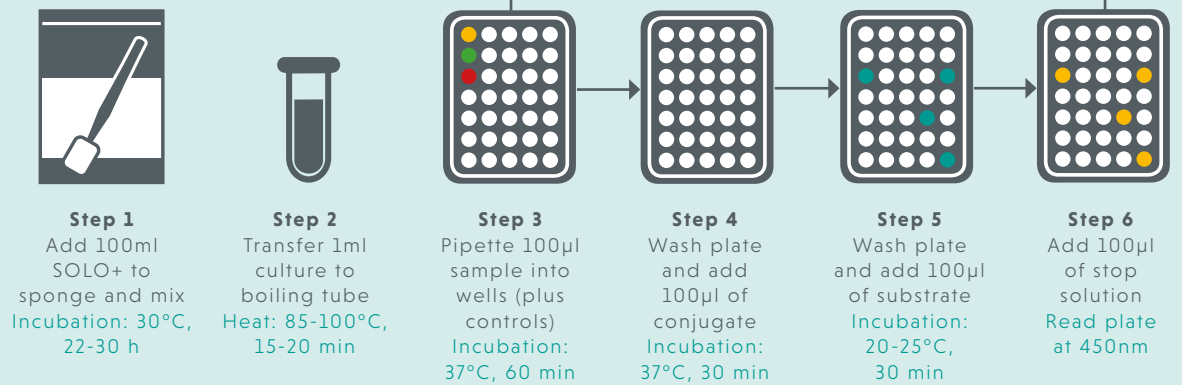 Step 1
Add 100ml
SOLO+ to
sponge and mix
Incubation: 30°C,
22-30 h
Step 2
Transfer 1ml
culture to
boiling tube
Heat: 85-100°C,
15-20 min
Step 3
Pipette 100µl
sample into
wells (plus
controls)
Incubation:
37°C, 60 min
Step 4
Wash plate
and add
100µl of
conjugate
Incubation:
37°C, 30 min
Step 5
Wash plate
and add 100µl
of substrate
Incubation:
20-25°C,
30 min
Step 6
Add 100µl
of stop
solution
Read plate
at 450nm